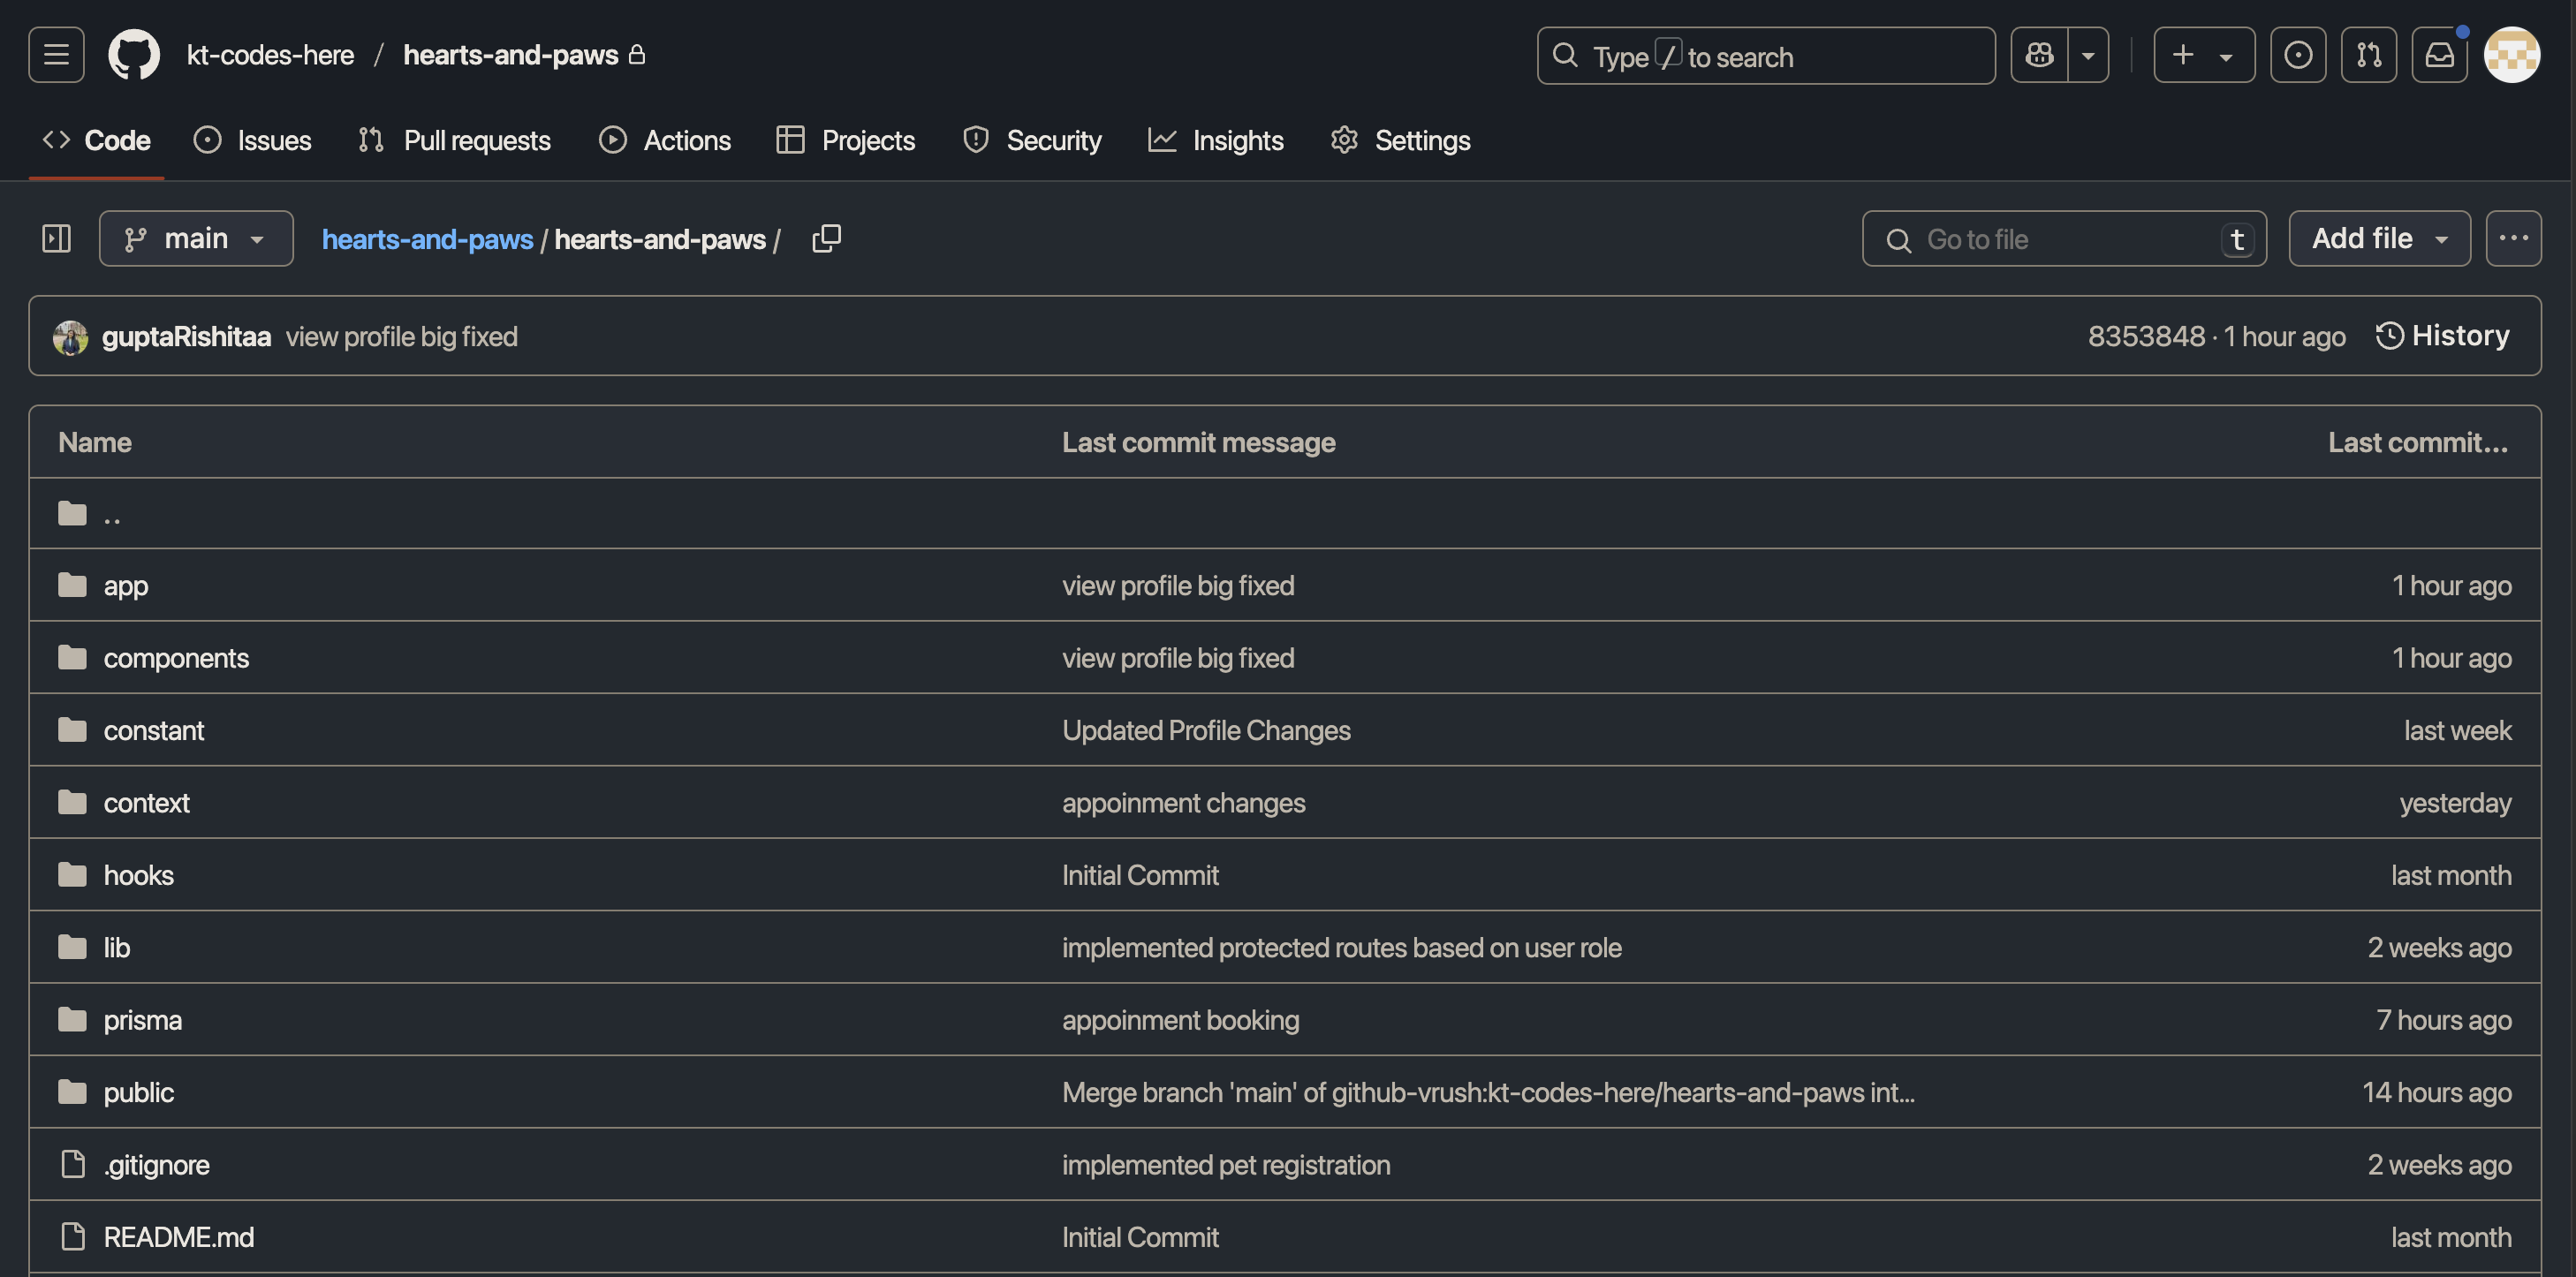 kt-codes-here / hearts-and-paws
Type / to search
Code Issues Pull requests Actions Projects Security Insights Settings
main hearts-and-paws / hearts-and-paws / Go to file t Add file
guptaRishitaa view profile big fixed 8353848 · 1 hour ago History
Name Last commit message Last commit...
..
app view profile big fixed 1 hour ago
components view profile big fixed 1 hour ago
constant Updated Profile Changes last week
context appoinment changes yesterday
hooks Initial Commit last month
lib implemented protected routes based on user role 2 weeks ago
prisma appoinment booking 7 hours ago
public Merge branch 'main' of github-vrush:kt-codes-here/hearts-and-paws int... 14 hours ago
.gitignore implemented pet registration 2 weeks ago
README.md Initial Commit last month